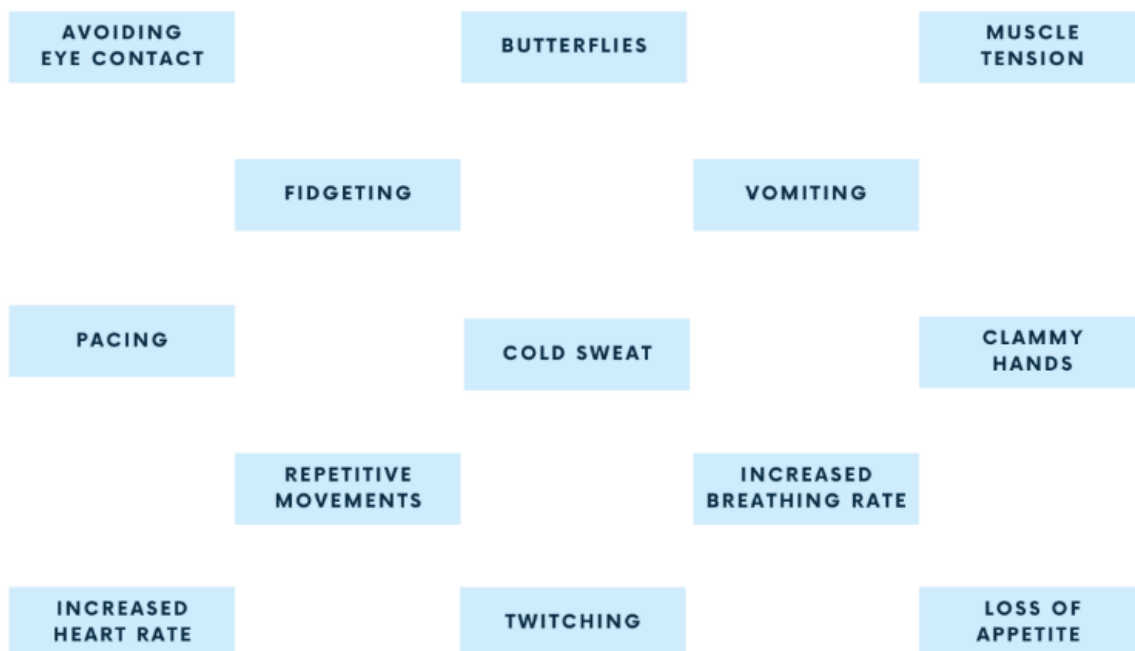 AVOIDING
EYE CONTACT
BUTTERFLIES
MUSCLE
TENSION
FIDGETING
VOMITING
PACING
COLD SWEAT
CLAMMY
HANDS
REPETITIVE
MOVEMENTS
INCREASED
BREATHING RATE
INCREASED
HEART RATE
TWITCHING
LOSS OF
APPETITE